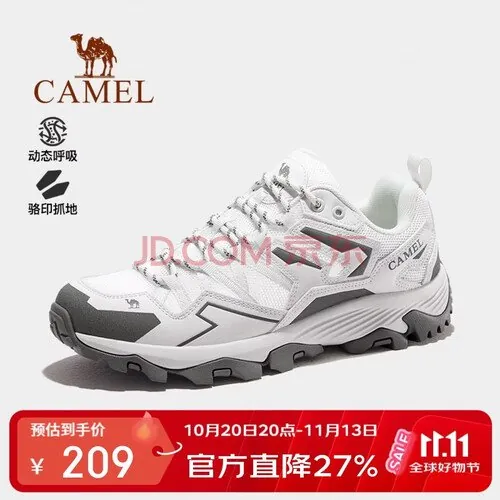 CAMEL
动态呼吸
骆印抓地
JD.COM 京东
CAMEL
预估到手价
¥ 209
10月20日20点-11月13日
官方直降27%
SALE
11.11
全球好物节